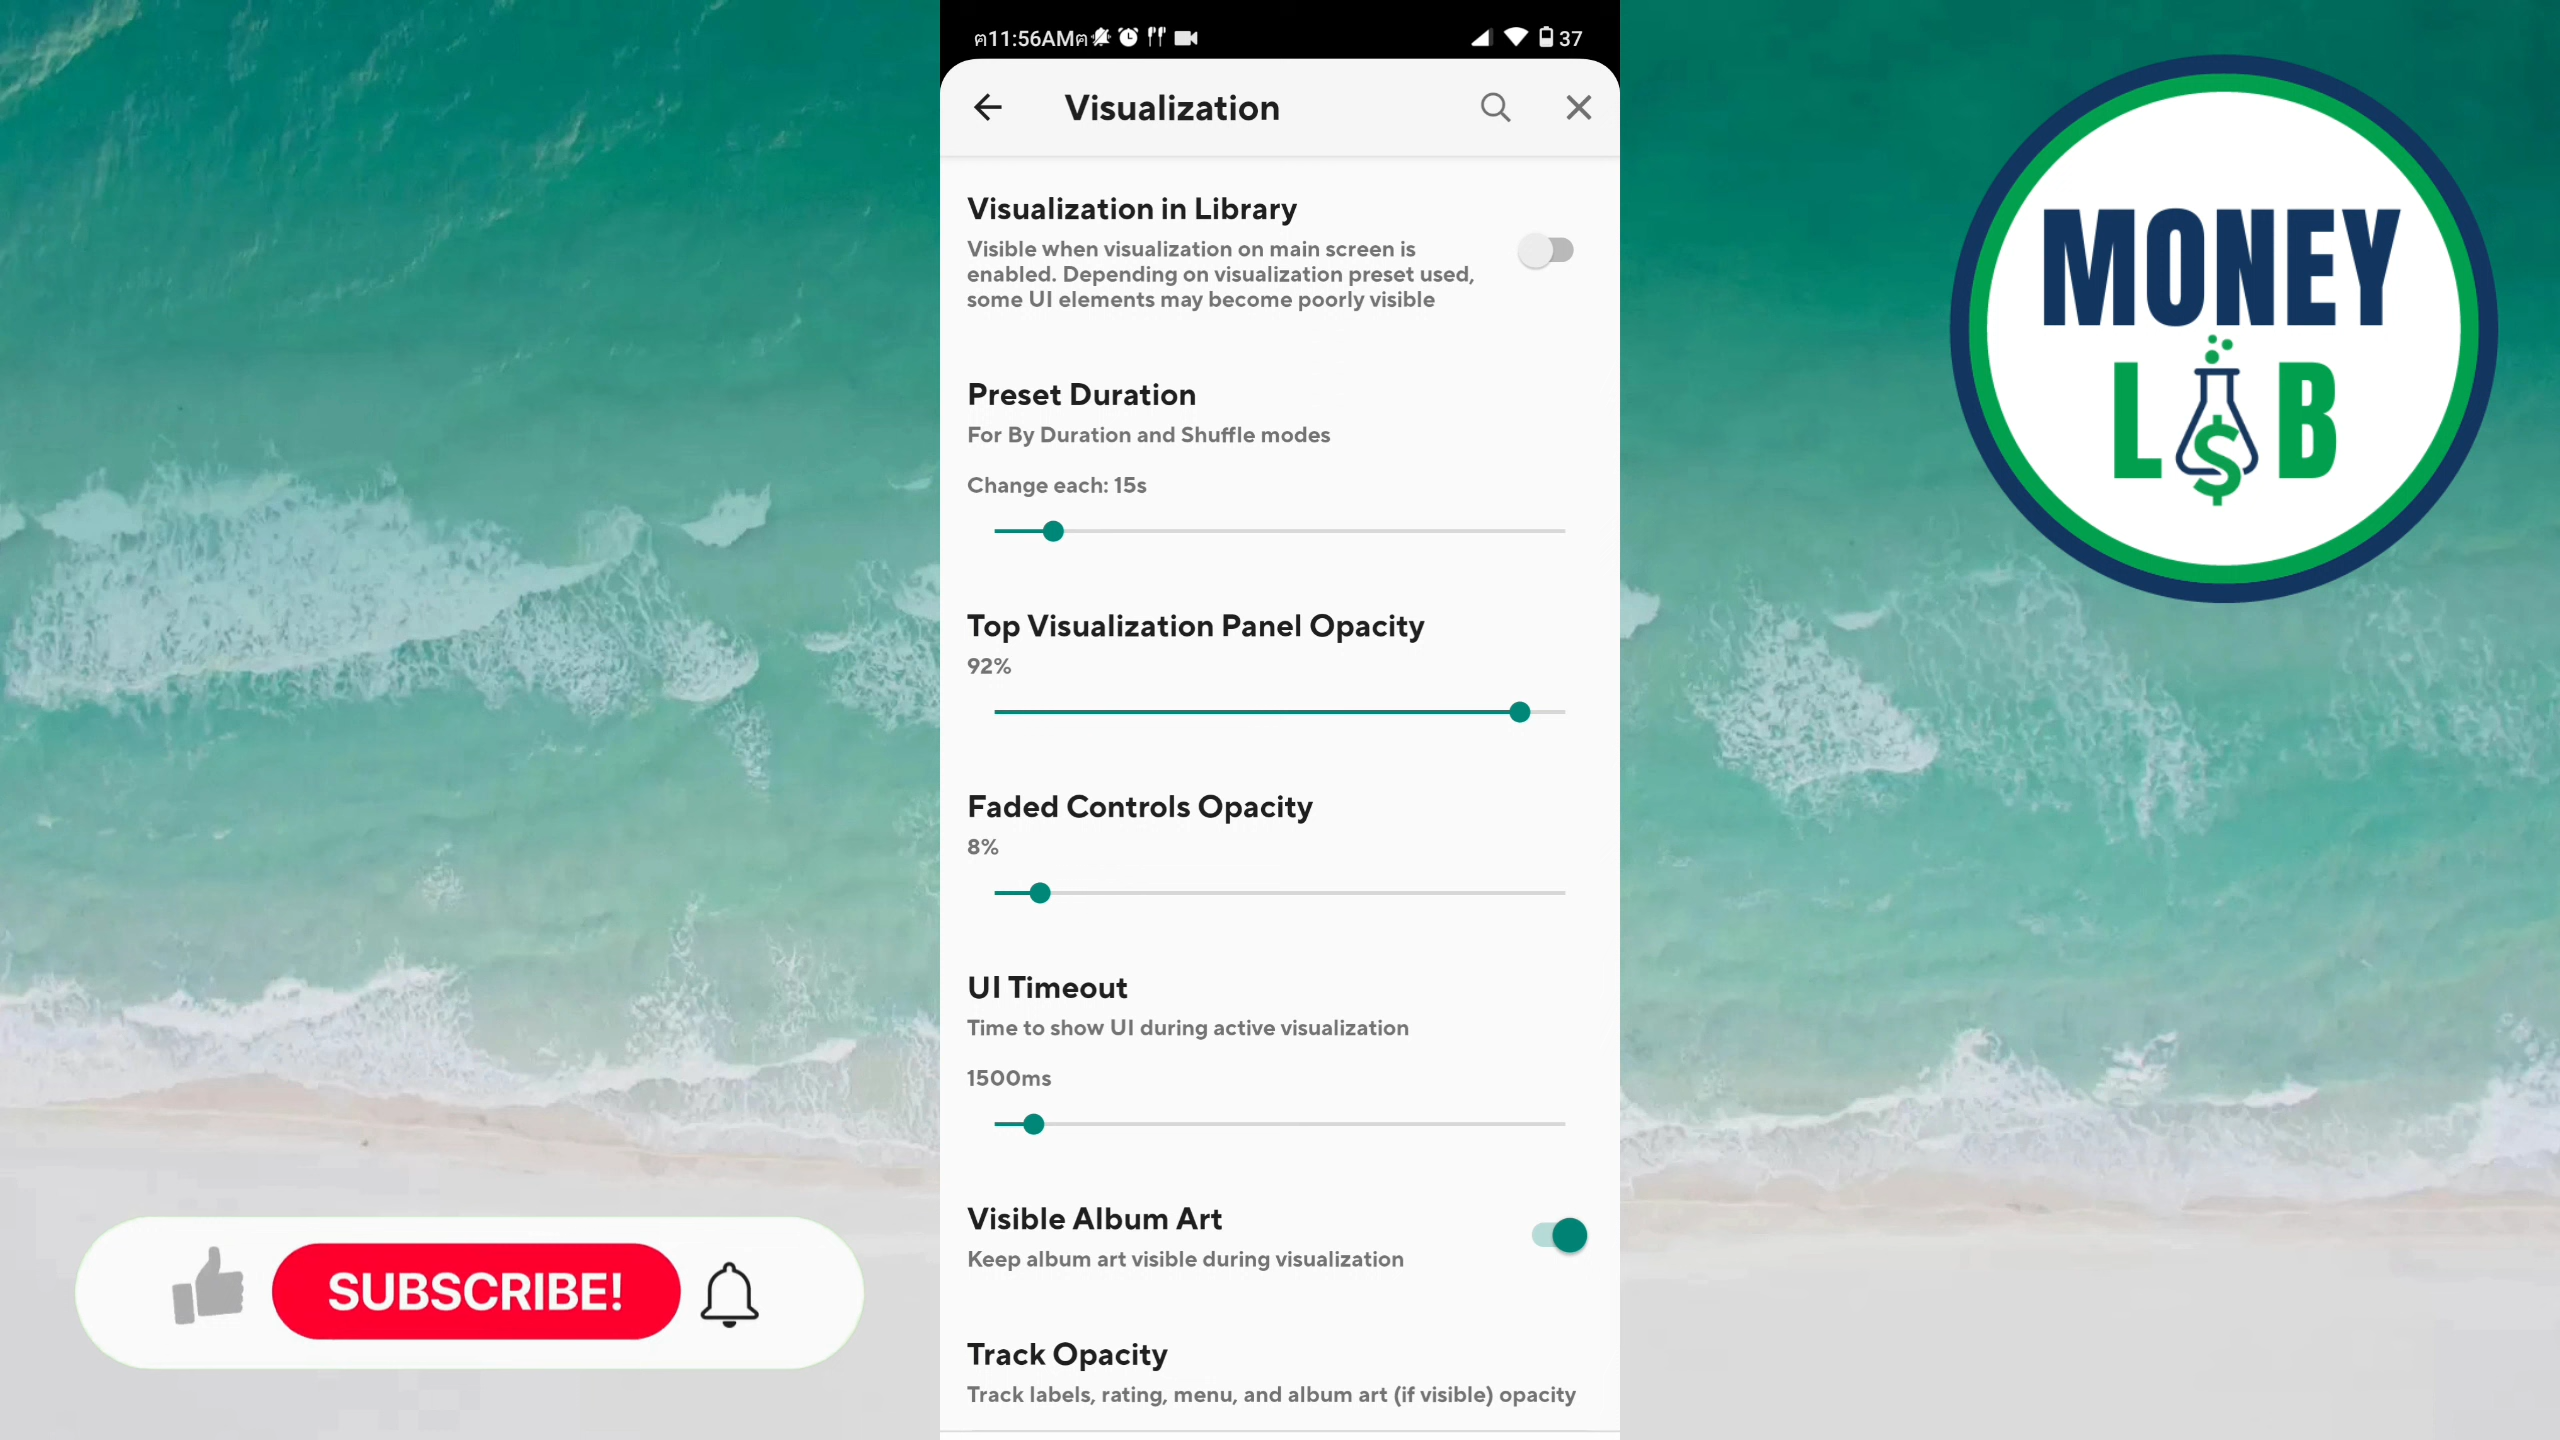 ฅ11:56AMฅ
37
Visualization
Visualization in Library
Visible when visualization on main screen is
enabled. Depending on visualization preset used,
some UI elements may become poorly visible
Preset Duration
For By Duration and Shuffle modes
Change each: 15s
Top Visualization Panel Opacity
92%
Faded Controls Opacity
8%
UI Timeout
Time to show UI during active visualization
1500ms
Visible Album Art
Keep album art visible during visualization
Track Opacity
Track labels, rating, menu, and album art (if visible) opacity
MONEY
L$B
SUBSCRIBE!